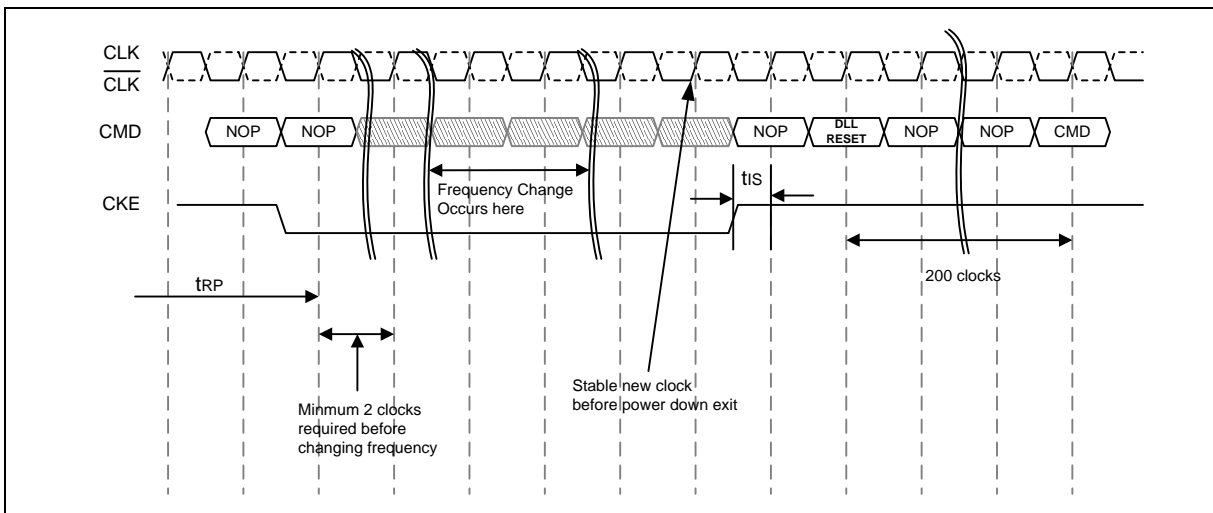 CLK
CLK
CMD
NOP
NOP
NOP
DLL
RESET
NOP
NOP
CMD
CKE
Frequency Change
Occurs here
tIS
200 clocks
tRP
Minmum 2 clocks
required before
changing frequency
Stable new clock
before power down exit